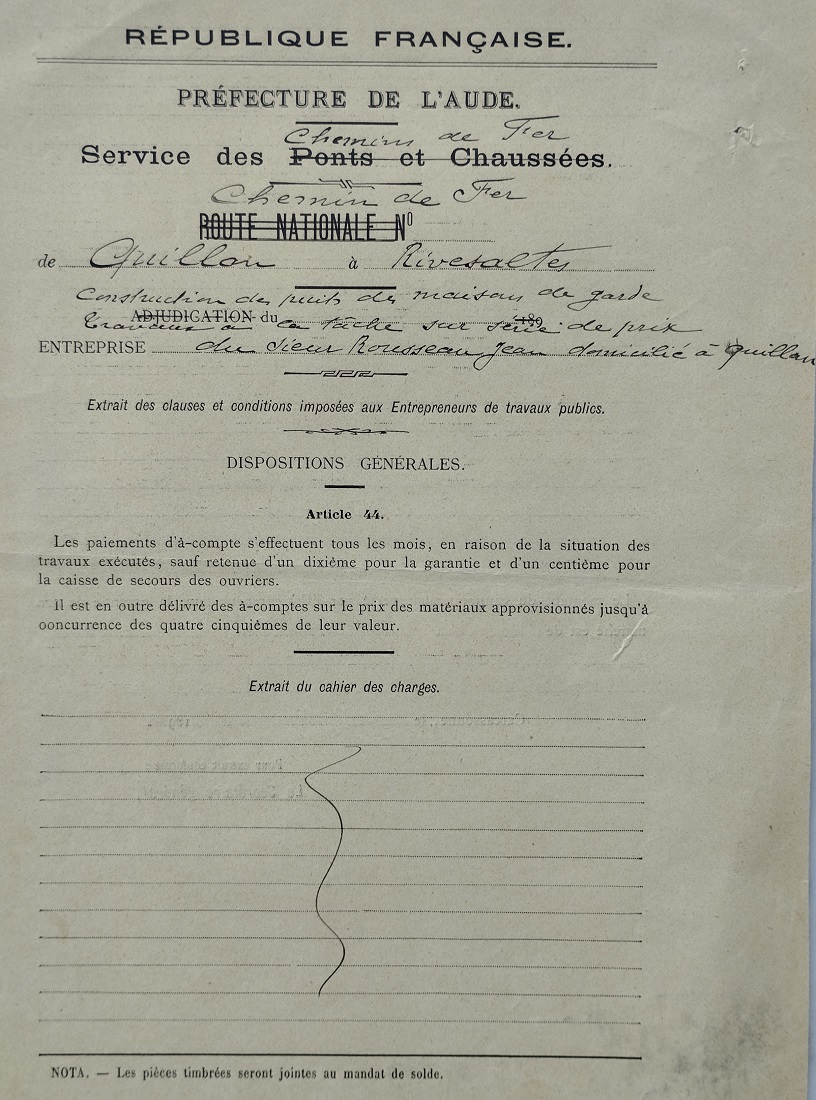 RÉPUBLIQUE FRANÇAISE.
PRÉFECTURE DE L'AUDE.
Chemins de Fer
Service des Ponts et Chaussées.
Chemin de Fer
ROUTE NATIONALE Nº
de Quillan à Rivesaltes
Construction des puits des maisons de garde
ADJUDICATION du 189
Travaux à la tâche sur série de prix
ENTREPRISE du sieur Rousseau Jean domicilié à Quillan
Extrait des clauses et conditions imposées aux Entrepreneurs de travaux publics.
DISPOSITIONS GÉNÉRALES.
Article 44.
Les paiements d'à-compte s'effectuent tous les mois, en raison de la situation des
travaux exécutés, sauf retenue d'un dixième pour la garantie et d'un centième pour
la caisse de secours des ouvriers.
Il est en outre délivré des à-comptes sur le prix des matériaux approvisionnés jusqu'à
concurrence des quatre cinquièmes de leur valeur.
Extrait du cahier des charges.
NOTA. — Les pièces timbrées seront jointes au mandat de solde.